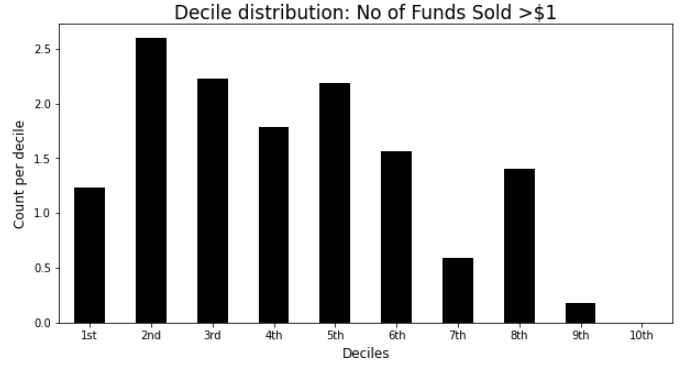 Decile distribution: No of Funds Sold >$1
Count per decile
2.5
2.0
1.5
1.0
0.5
0.0
1st 2nd 3rd 4th 5th 6th 7th 8th 9th 10th
Deciles